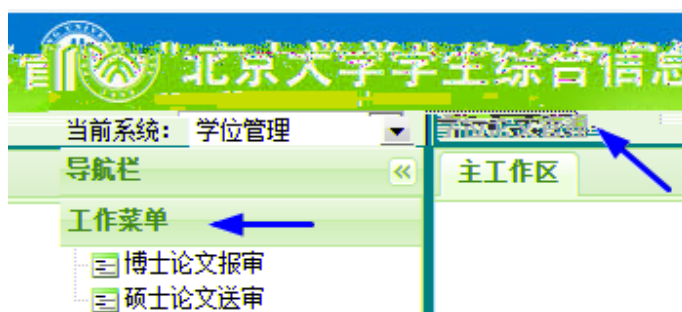 北京大学学生综合信息
当前系统： 学位管理
导航栏
主工作区
工作菜单
博士论文报审
硕士论文送审